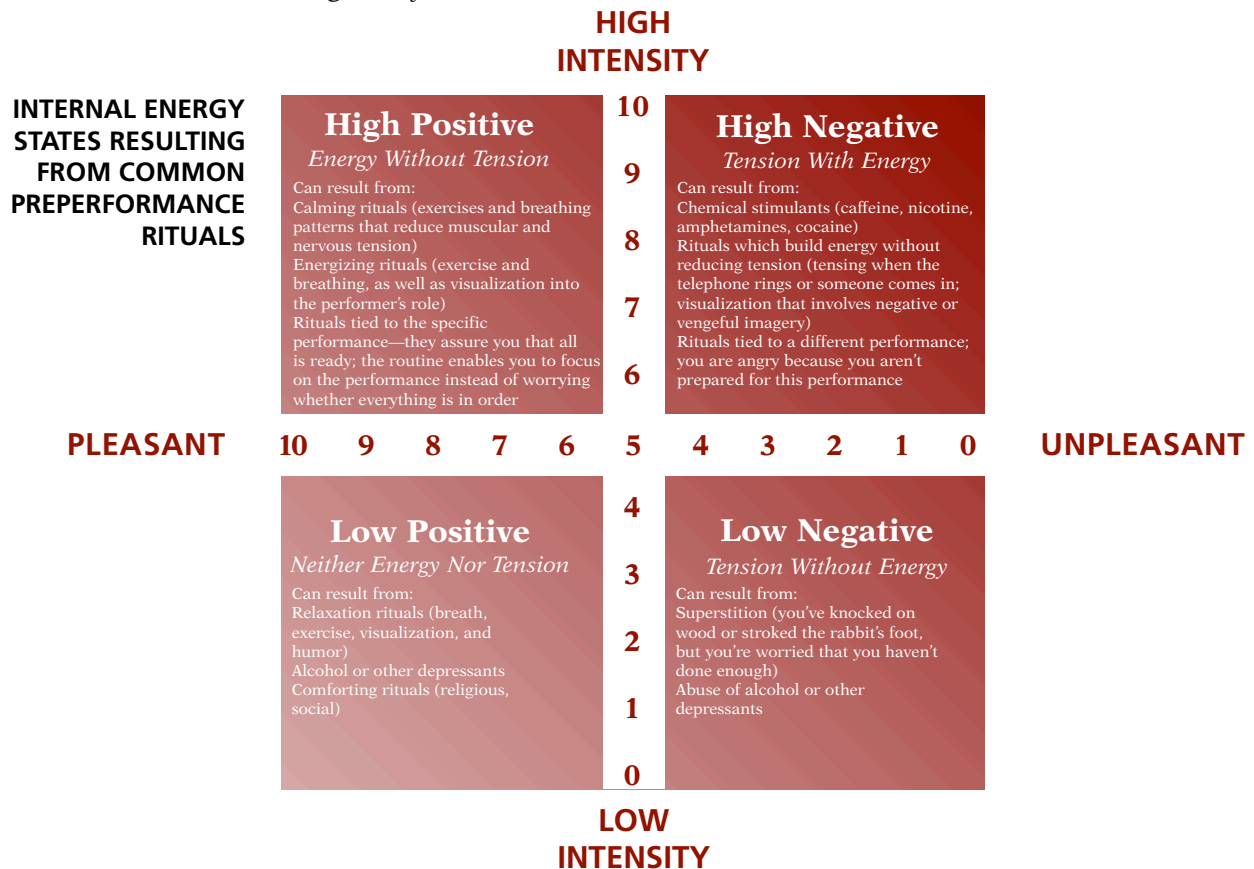 HIGH
INTENSITY
INTERNAL ENERGY
STATES RESULTING
FROM COMMON
PREPERFORMANCE
RITUALS
High Positive
Energy Without Tension
Can result from:
Calming rituals (exercises and breathing
patterns that reduce muscular and
nervous tension)
Energizing rituals (exercise and
breathing, as well as visualization into
the performer's role)
Rituals tied to the specific
performance—they assure you that all
is ready; the routine enables you to focus
on the performance instead of worrying
whether everything is in order
10
9
8
7
6
High Negative
Tension With Energy
Can result from:
Chemical stimulants (caffeine, nicotine,
amphetamines, cocaine)
Rituals which build energy without
reducing tension (tensing when the
telephone rings or someone comes in;
visualization that involves negative or
vengeful imagery)
Rituals tied to a different performance;
you are angry because you aren't
prepared for this performance
PLEASANT 10 9 8 7 6 5 4 3 2 1 0 UNPLEASANT
Low Positive
Neither Energy Nor Tension
Can result from:
Relaxation rituals (breath,
exercise, visualization, and
humor)
Alcohol or other depressants
Comforting rituals (religious,
social)
4
3
2
1
0
Low Negative
Tension Without Energy
Can result from:
Superstition (you've knocked on
wood or stroked the rabbit's foot,
but you're worried that you haven't
done enough)
Abuse of alcohol or other
depressants
LOW
INTENSITY